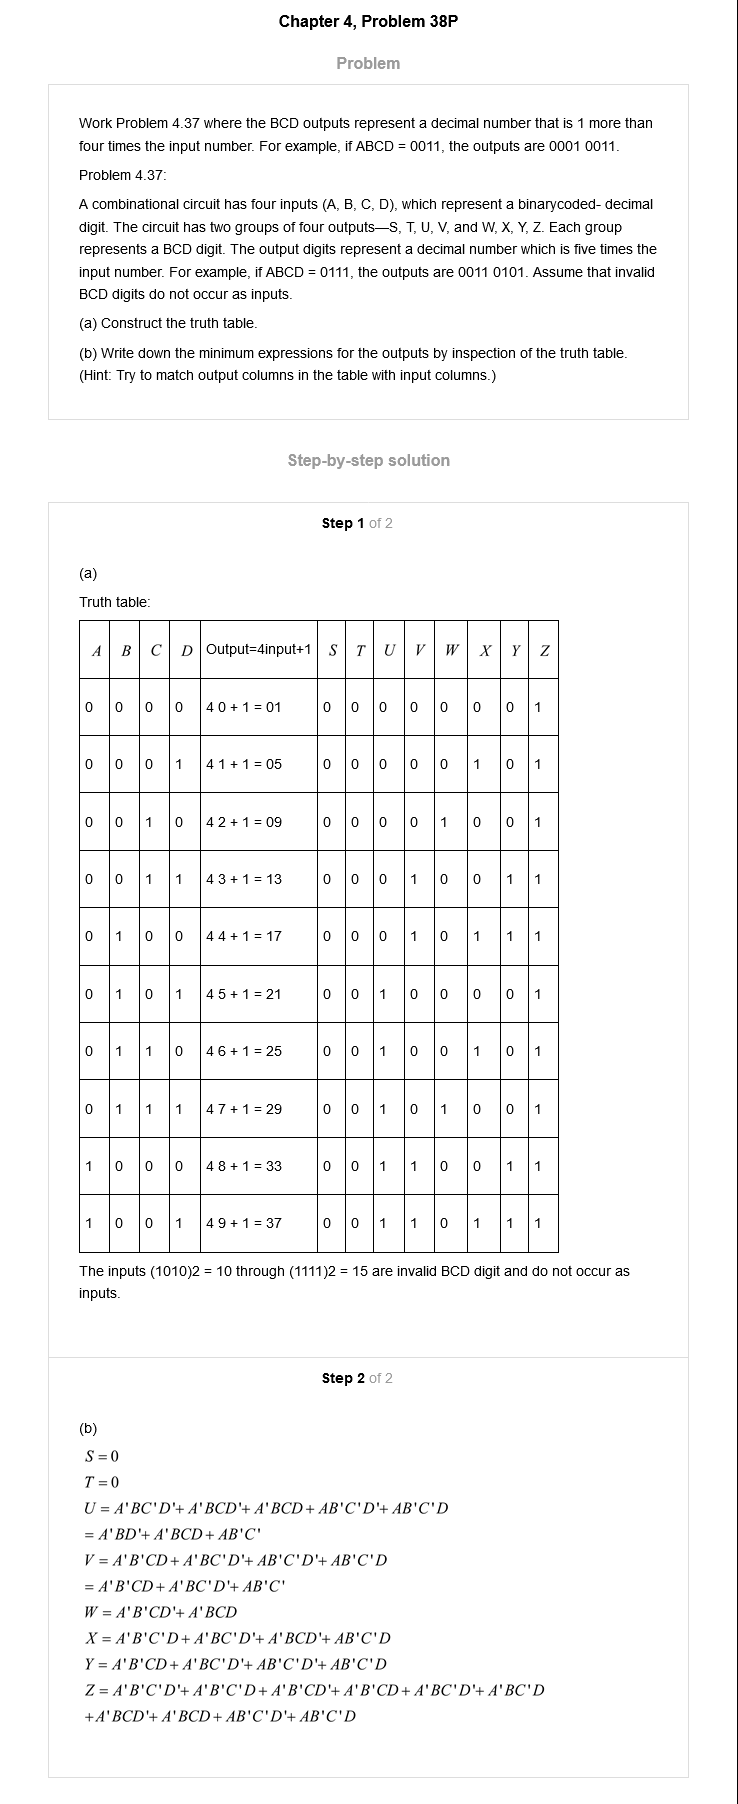 Chapter 4, Problem 38P
Problem
Work Problem 4.37 where the BCD outputs represent a decimal number that is 1 more than
four times the input number. For example, if ABCD = 0011, the outputs are 0001 0011.
Problem 4.37:
A combinational circuit has four inputs (A, B, C, D), which represent a binarycoded- decimal
digit. The circuit has two groups of four outputs—S, T, U, V, and W, X, Y, Z. Each group
represents a BCD digit. The output digits represent a decimal number which is five times the
input number. For example, if ABCD = 0111, the outputs are 0011 0101. Assume that invalid
BCD digits do not occur as inputs.
(a) Construct the truth table.
(b) Write down the minimum expressions for the outputs by inspection of the truth table.
(Hint: Try to match output columns in the table with input columns.)
Step-by-step solution
Step 1 of 2
(a)
Truth table:
A B C D Output=4input+1 S T U V W X Y Z
0 0 0 0 4 0 + 1 = 01 0 0 0 0 0 0 0 1
0 0 0 1 4 1 + 1 = 05 0 0 0 0 0 1 0 1
0 0 1 0 4 2 + 1 = 09 0 0 0 0 1 0 0 1
0 0 1 1 4 3 + 1 = 13 0 0 0 1 0 0 1 1
0 1 0 0 4 4 + 1 = 17 0 0 0 1 0 1 1 1
0 1 0 1 4 5 + 1 = 21 0 0 1 0 0 0 0 1
0 1 1 0 4 6 + 1 = 25 0 0 1 0 0 1 0 1
0 1 1 1 4 7 + 1 = 29 0 0 1 0 1 0 0 1
1 0 0 0 4 8 + 1 = 33 0 0 1 1 0 0 1 1
1 0 0 1 4 9 + 1 = 37 0 0 1 1 0 1 1 1
The inputs (1010)2 = 10 through (1111)2 = 15 are invalid BCD digit and do not occur as
inputs.
Step 2 of 2
(b)
S = 0
T = 0
U = A'BC'D'+ A'BCD'+ A'BCD + AB'C'D'+ AB'C'D
= A'BD'+ A'BCD + AB'C'
V = A'B'CD + A'BC'D'+ AB'C'D'+ AB'C'D
= A'B'CD + A'BC'D'+ AB'C'
W = A'B'CD'+ A'BCD
X = A'B'C'D + A'BC'D'+ A'BCD'+ AB'C'D
Y = A'B'CD + A'BC'D'+ AB'C'D'+ AB'C'D
Z = A'B'C'D'+ A'B'C'D + A'B'CD'+ A'B'CD + A'BC'D'+ A'BC'D
+A'BCD'+ A'BCD + AB'C'D'+ AB'C'D